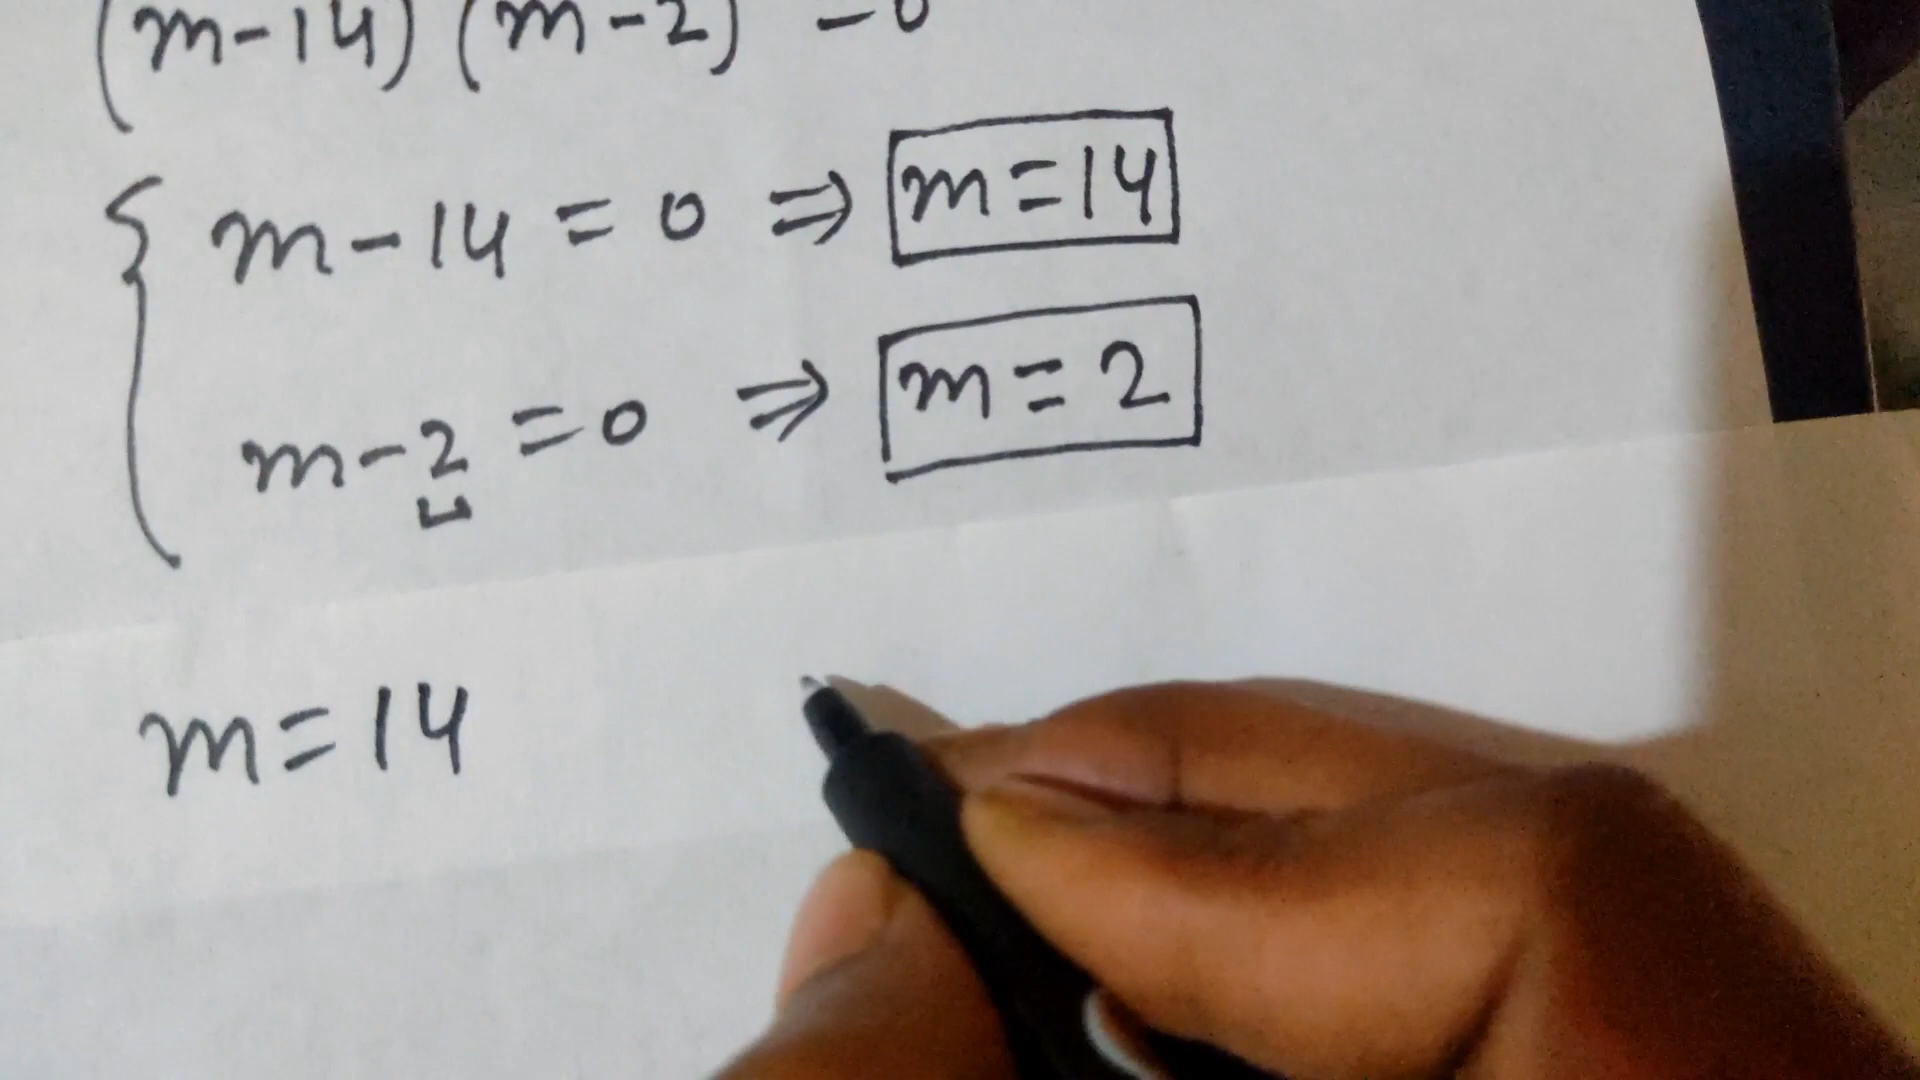 (m-14) (m-2) = 0
m-14 = 0 ⇒ m=14
m-2 = 0 ⇒ m = 2
m = 14